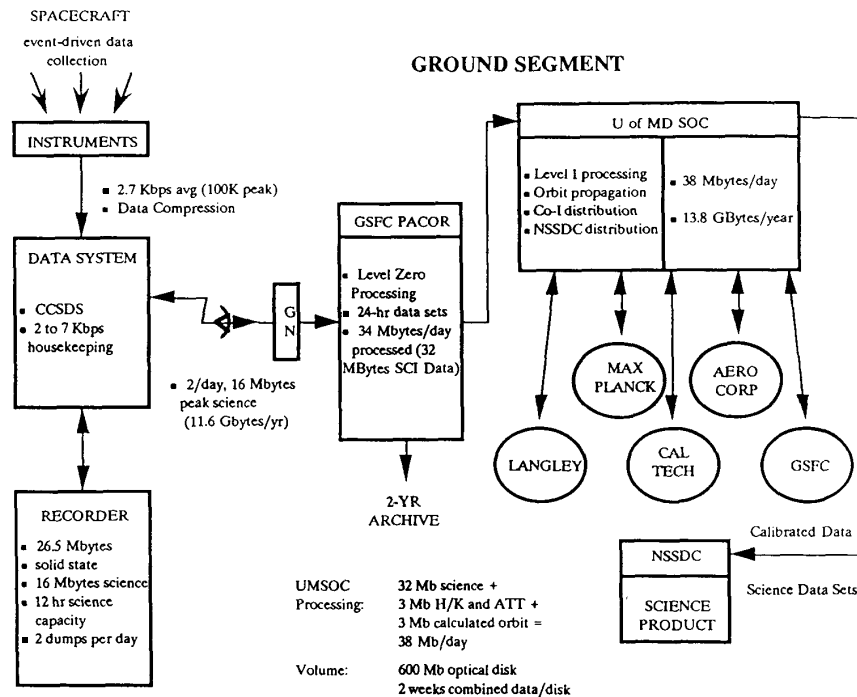 SPACECRAFT
event-driven data
collection
INSTRUMENTS
■ 2.7 Kbps avg (100K peak)
■ Data Compression
DATA SYSTEM
■ CCSDS
● 2 to 7 Kbps
housekeeping
RECORDER
■ 26.5 Mbytes
■ solid state
■ 16 Mbytes science
■ 12 hr science
capacity
■ 2 dumps per day
GROUND SEGMENT
GN
■ 2/day, 16 Mbytes
peak science
(11.6 Gbytes/yr)
GSFC PACOR
■ Level Zero
Processing
■ 24-hr data sets
■ 34 Mbytes/day
processed (32
MBytes SCI Data)
2-YR
ARCHIVE
U of MD SOC
■ Level 1 processing
■ Orbit propagation
■ Co-I distribution
■ NSSDC distribution
■ 38 Mbytes/day
■ 13.8 GBytes/year
LANGLEY
MAX
PLANCK
CAL
TECH
AERO
CORP
GSFC
Calibrated Data
Science Data Sets
NSSDC
SCIENCE
PRODUCT
UMSOC 32 Mb science +
Processing: 3 Mb H/K and ATT +
3 Mb calculated orbit =
38 Mb/day
Volume: 600 Mb optical disk
2 weeks combined data/disk